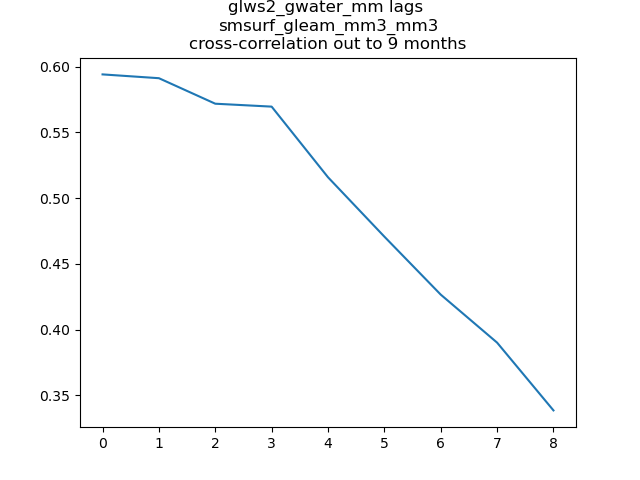 glws2_gwater_mm lags
smsurf_gleam_mm3_mm3
cross-correlation out to 9 months
0.60
0.55
0.50
0.45
0.40
0.35
0 1 2 3 4 5 6 7 8